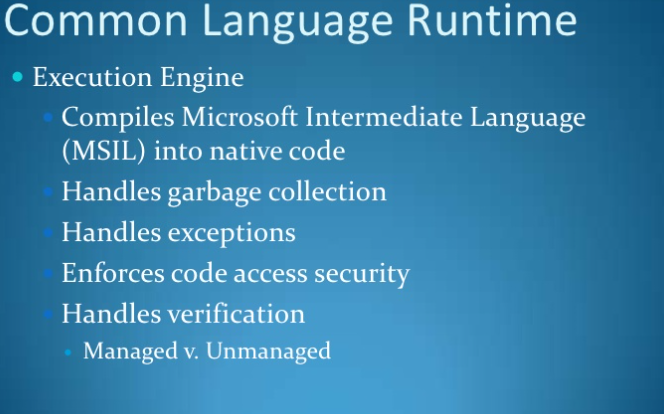 Common Language Runtime
• Execution Engine
• Compiles Microsoft Intermediate Language
(MSIL) into native code
• Handles garbage collection
• Handles exceptions
• Enforces code access security
• Handles verification
• Managed v. Unmanaged